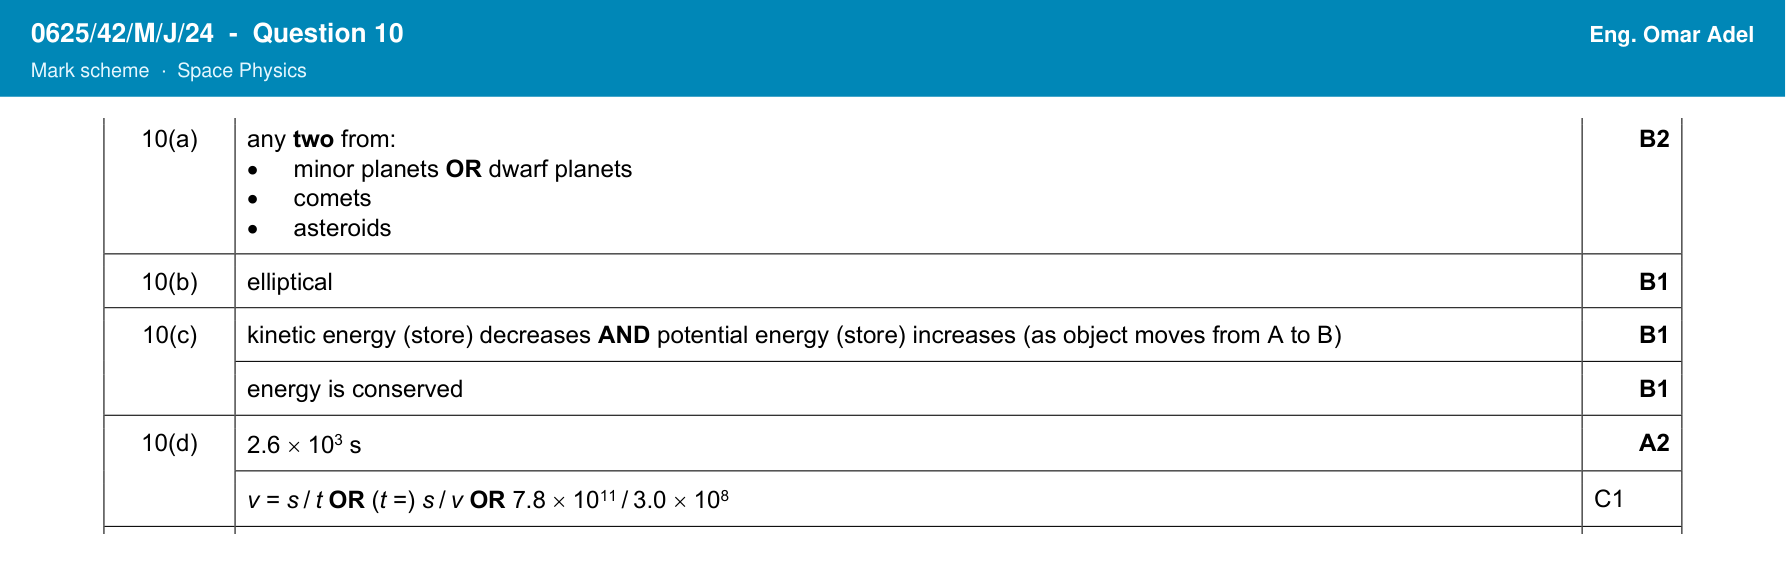 0625/42/M/J/24 - Question 10
Eng. Omar Adel
Mark scheme · Space Physics
10(a) any two from: B2
• minor planets OR dwarf planets
• comets
• asteroids
10(b) elliptical B1
10(c) kinetic energy (store) decreases AND potential energy (store) increases (as object moves from A to B) B1
energy is conserved B1
10(d) 2.6 × 10³ s A2
v = s / t OR (t =) s / v OR 7.8 × 10¹¹ / 3.0 × 10⁸ C1